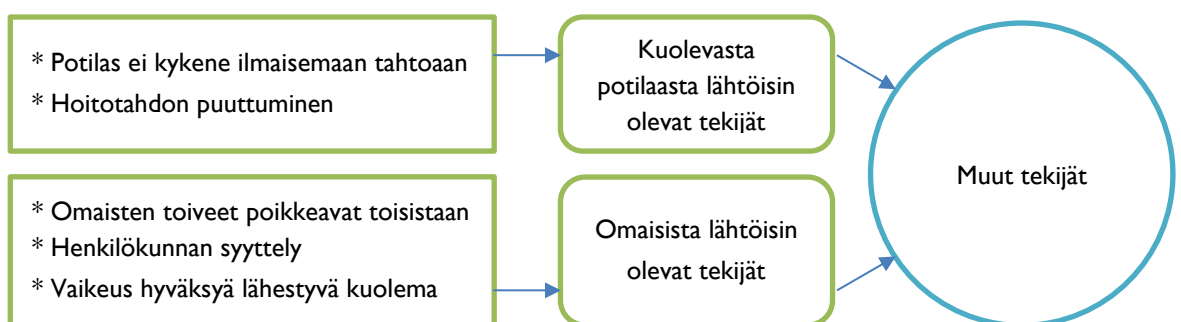 * Potilas ei kykene ilmaisemaan tahtoaan
* Hoitotahdon puuttuminen
Kuolevasta
potilaasta lähtöisin
olevat tekijät
* Omaisten toiveet poikkeavat toisistaan
* Henkilökunnan syyttely
* Vaikeus hyväksyä lähestyvä kuolema
Omaisista lähtöisin
olevat tekijät
Muut tekijät